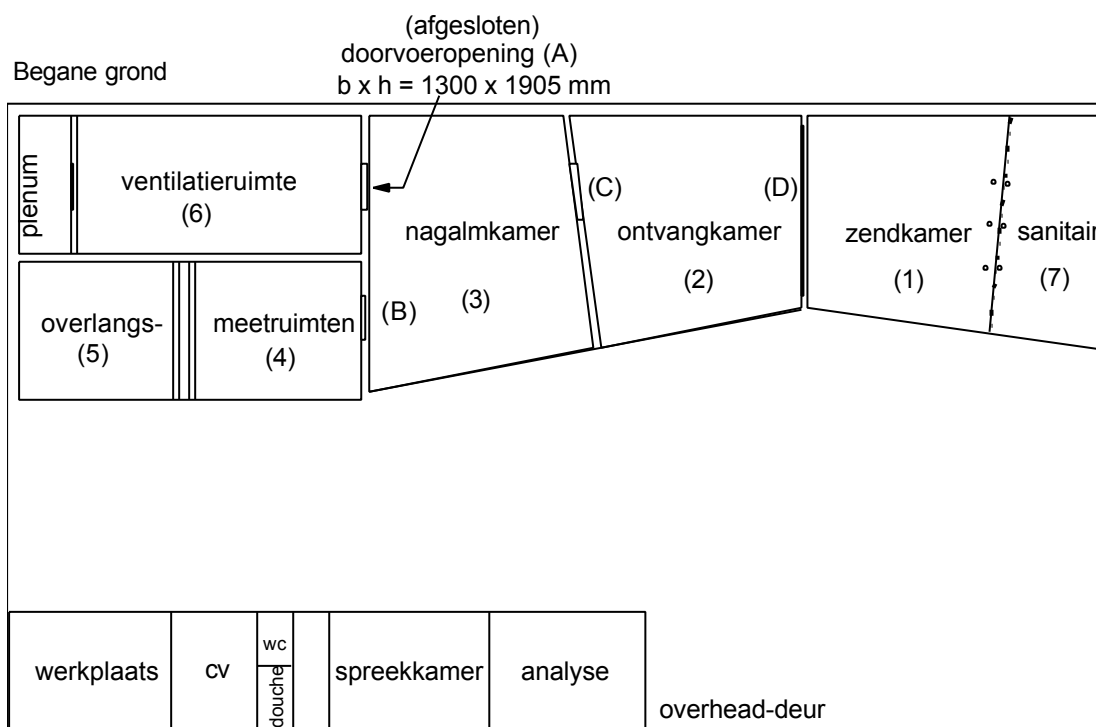 (afgesloten)
doorvoeropening (A)
b x h = 1300 x 1905 mm
Begane grond
plenum
ventilatieruimte
(6)
nagalmkamer
(3)
(C)
ontvangkamer
(2)
(D)
zendkamer
(1)
sanitair
(7)
overlangs-
(5)
meetruimten
(4)
(B)
werkplaats
cv
wc
douche
spreekkamer
analyse
overhead-deur